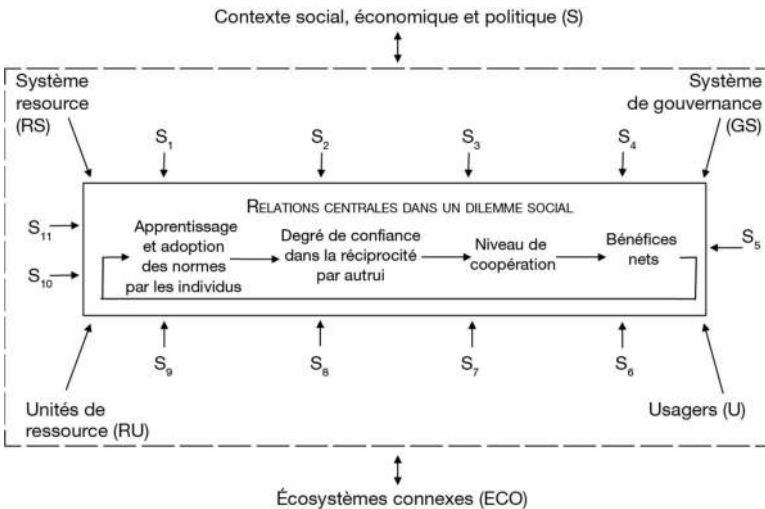 Contexte social, économique et politique (S)
Système
resource
(RS)
Système
de gouvernance
(GS)
S1
S2
S3
S4
RELATIONS CENTRALES DANS UN DILEMME SOCIAL
S11
S10
Apprentissage
et adoption
des normes
par les individus
Degré de confiance
dans la réciprocité
par autrui
Niveau de
coopération
Bénéfices
nets
S5
S9
S8
S7
S6
Unités de
ressource (RU)
Usagers (U)
Écosystèmes connexes (ECO)